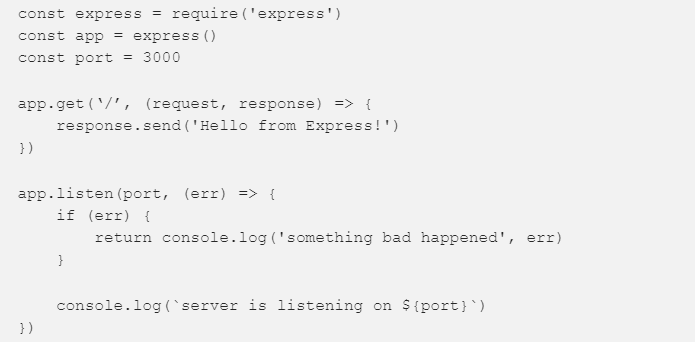 const express = require('express')
const app = express()
const port = 3000
app.get(‘/’, (request, response) => {
    response.send('Hello from Express!')
})
app.listen(port, (err) => {
    if (err) {
        return console.log('something bad happened', err)
    }
    console.log(`server is listening on ${port}`)
})